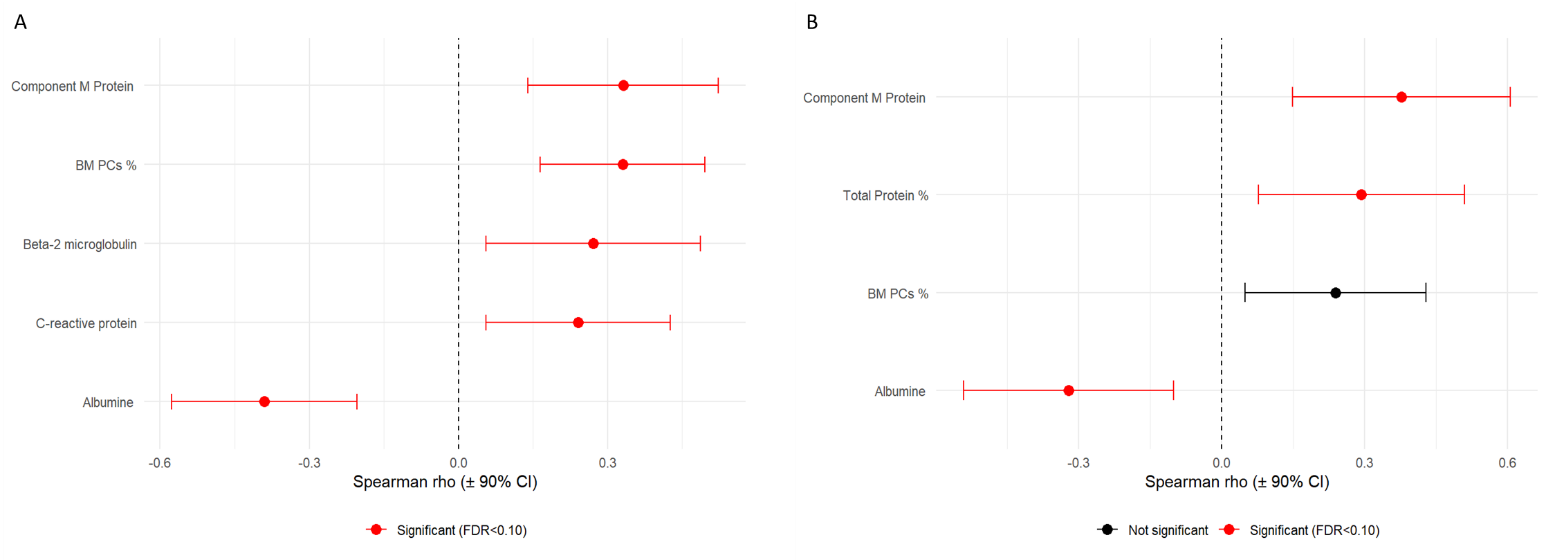 A
Component M Protein
BM PCs %
Beta-2 microglobulin
C-reactive protein
Albumine
-0.6 -0.3 0.0 0.3
Spearman rho (± 90% CI)
Significant (FDR<0.10)
B
Component M Protein
Total Protein %
BM PCs %
Albumine
-0.3 0.0 0.3 0.6
Spearman rho (± 90% CI)
Not significant Significant (FDR<0.10)